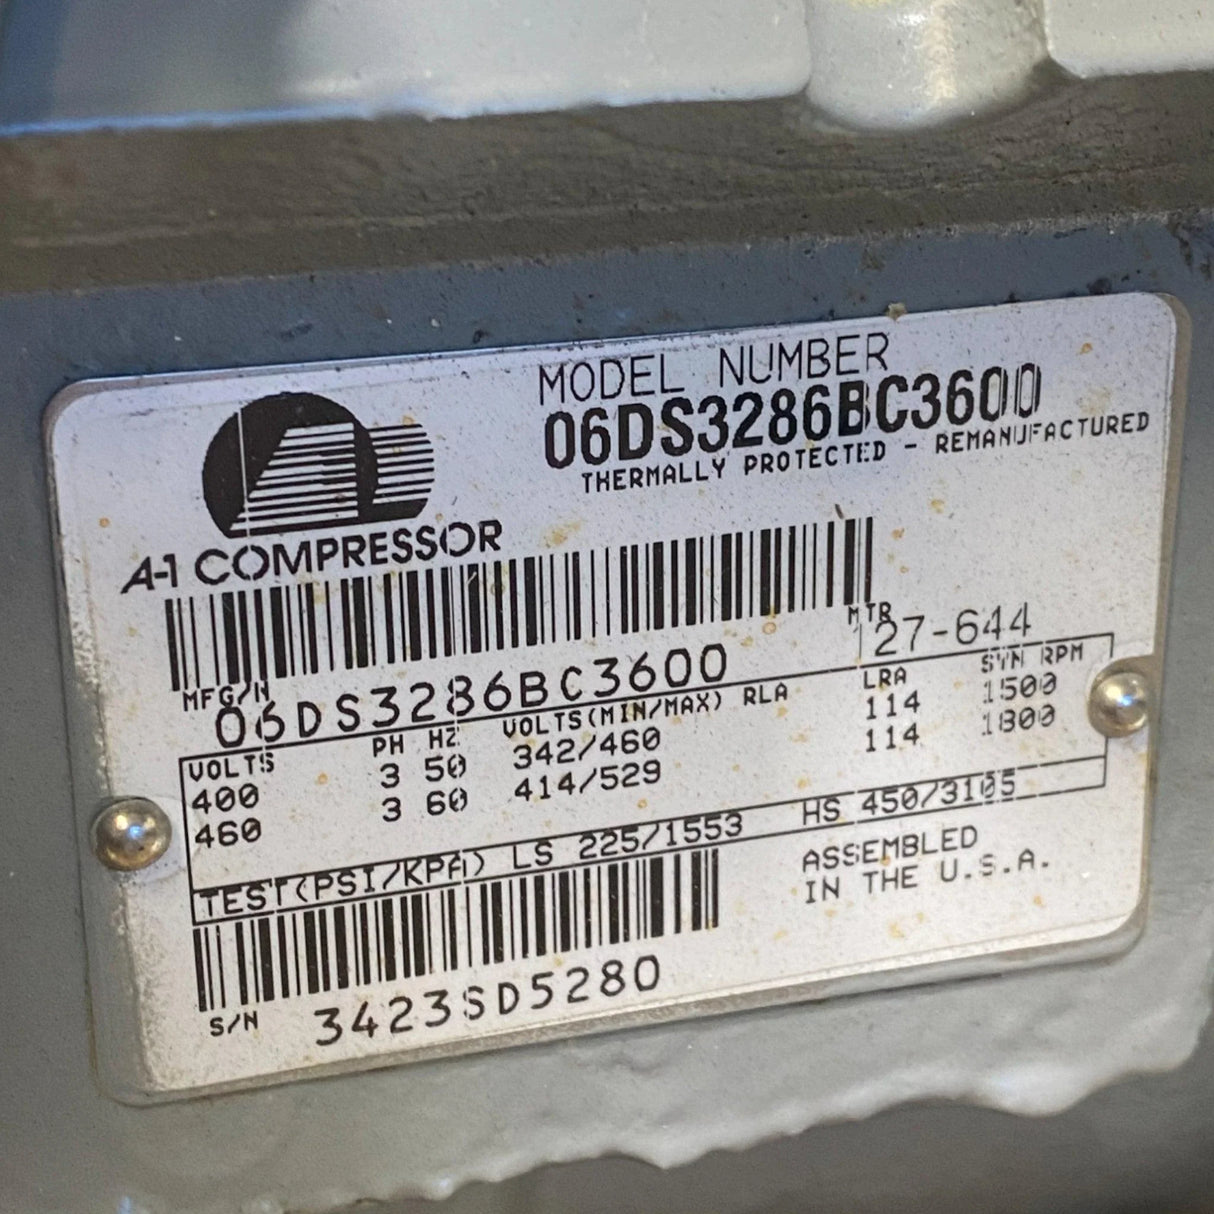 MODEL NUMBER
06DS3286BC3600
THERMALLY PROTECTED - REMANUFACTURED
A-1 COMPRESSOR
MFG/N 06DS3286BC3600
MTR 127-644
VOLTS PH HZ VOLTS(MIN/MAX) RLA LRA SYN RPM
400 3 50 342/460 114 1500
460 3 60 414/529 114 1800
TEST(PSI/KPA) LS 225/1553 HS 450/3105
ASSEMBLED
IN THE U.S.A.
S/N 3423SD5280